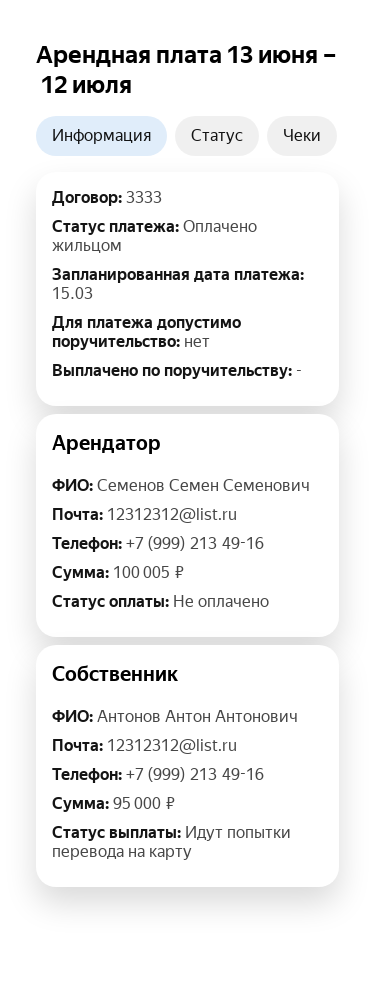 Арендная плата 13 июня –
12 июля
Информация
Статус
Чеки
Договор: 3333
Статус платежа: Оплачено
жильцом
Запланированная дата платежа:
15.03
Для платежа допустимо
поручительство: нет
Выплачено по поручительству: -
Арендатор
ФИО: Семенов Семен Семенович
Почта: 12312312@list.ru
Телефон: +7 (999) 213 49-16
Сумма: 100 005 ₽
Статус оплаты: Не оплачено
Собственник
ФИО: Антонов Антон Антонович
Почта: 12312312@list.ru
Телефон: +7 (999) 213 49-16
Сумма: 95 000 ₽
Статус выплаты: Идут попытки
перевода на карту